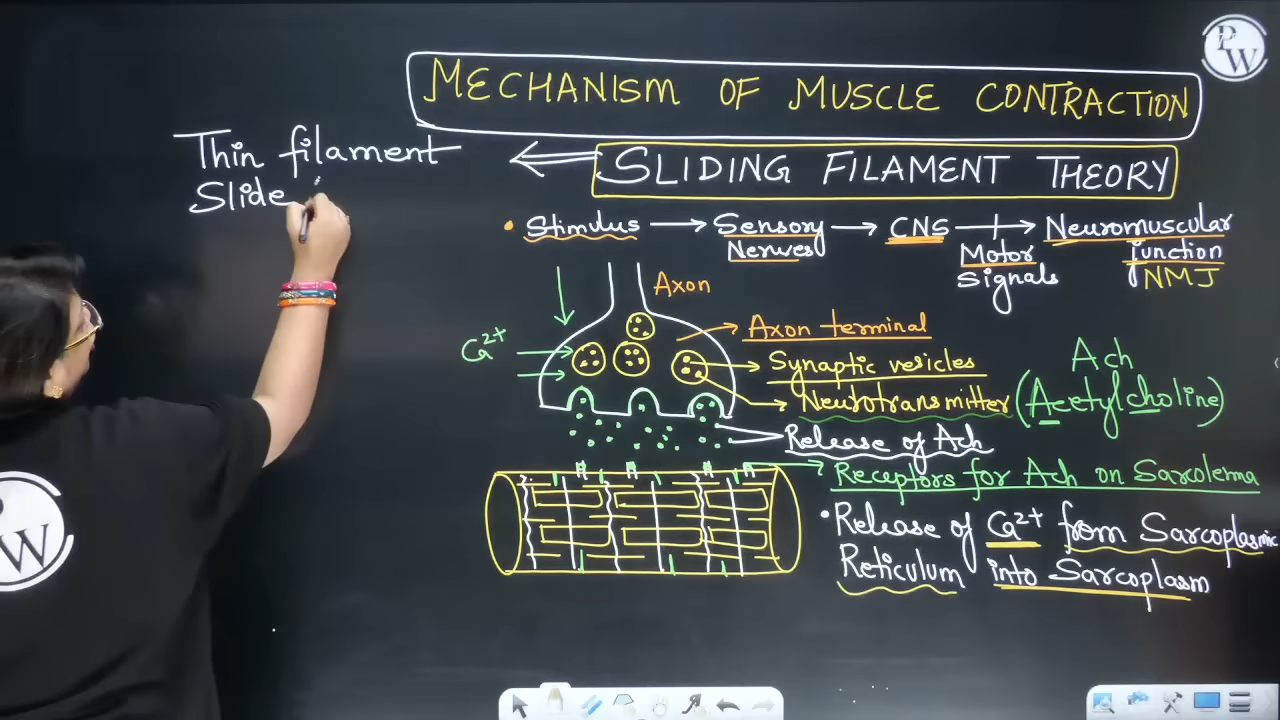 MECHANISM OF MUSCLE CONTRACTION
Thin filament
Slide
SLIDING FILAMENT THEORY
• Stimulus → Sensory Nerves → CNS → Neuromuscular junction NMJ
Motor Signals
Axon
Ca2+
Axon terminal
Synaptic vesicles
Neurotransmitter (Acetylcholine)
Ach
Release of Ach
Receptors for Ach on Sarcolema
• Release of Ca2+ from Sarcoplasmic
Reticulum into Sarcoplasm
PW
PW